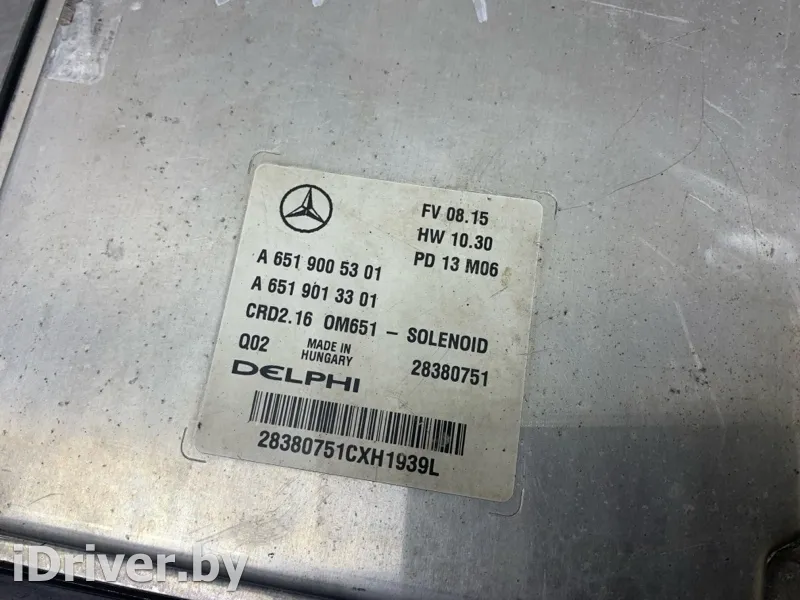 FV 08.15
HW 10.30
PD 13 M06
A 651 900 53 01
A 651 901 33 01
CRD2.16 OM651 - SOLENOID
Q02 MADE IN HUNGARY 28380751
DELPHI
28380751CXH1939L
iDriver.by